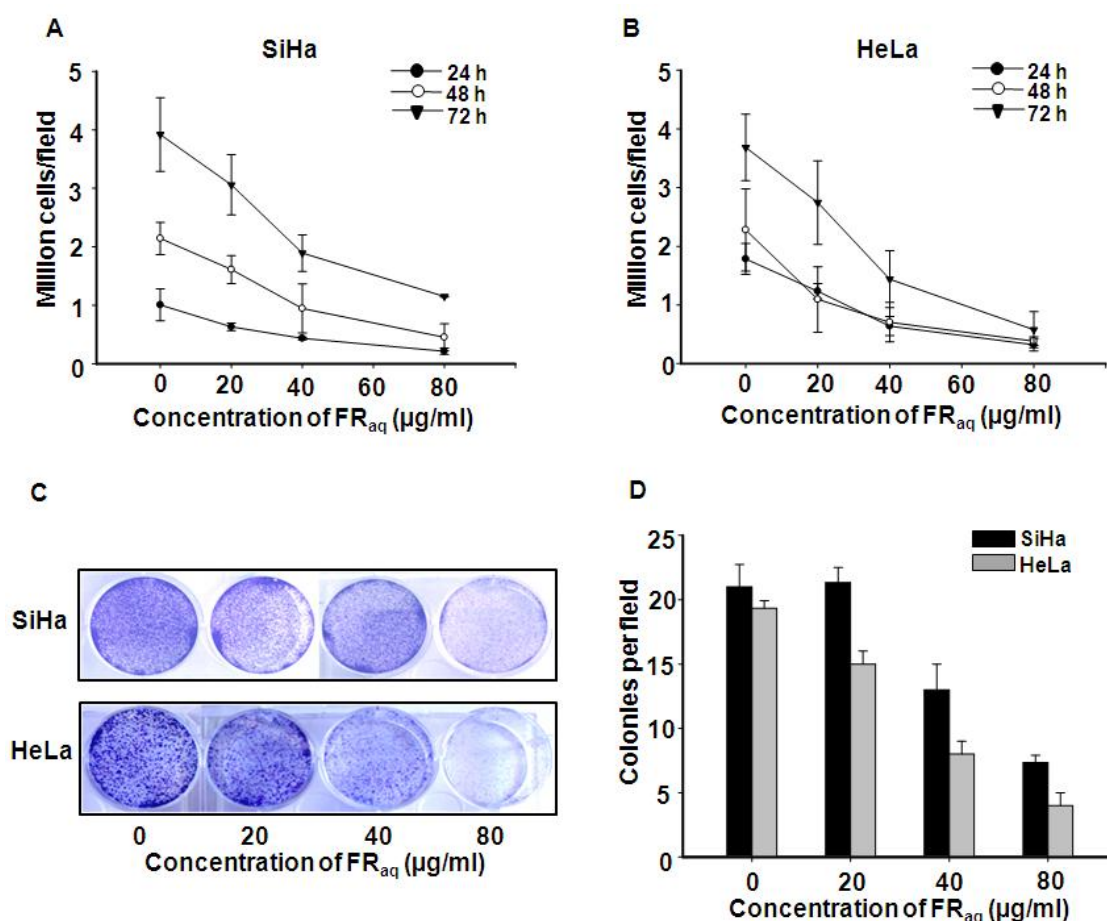 A
SiHa
24 h
48 h
72 h
5
4
3
2
1
0
Million cells/field
0 20 40 60 80
Concentration of FRaq (µg/ml)
B
HeLa
24 h
48 h
72 h
5
4
3
2
1
0
Million cells/field
0 20 40 60 80
Concentration of FRaq (µg/ml)
C
SiHa
HeLa
0 20 40 80
Concentration of FRaq (µg/ml)
D
SiHa
HeLa
25
20
15
10
5
0
Colonies per field
0 20 40 80
Concentration of FRaq (µg/ml)